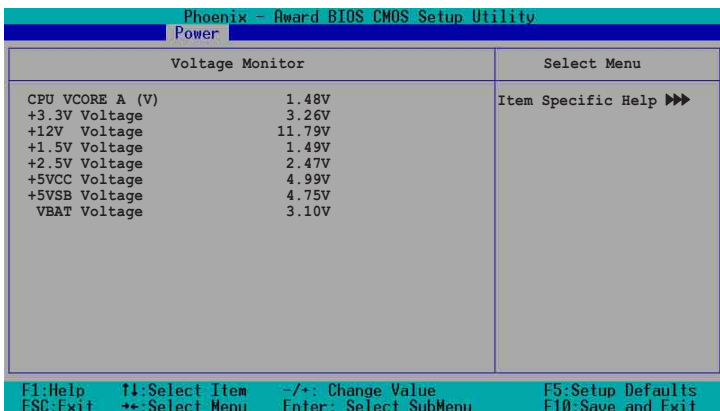 Phoenix - Award BIOS CMOS Setup Utility
Power
Voltage Monitor
Select Menu
CPU VCORE A (V) 1.48V
+3.3V Voltage 3.26V
+12V Voltage 11.79V
+1.5V Voltage 1.49V
+2.5V Voltage 2.47V
+5VCC Voltage 4.99V
+5VSB Voltage 4.75V
VBAT Voltage 3.10V
Item Specific Help ▶▶▶
F1:Help ↑↓:Select Item -/+: Change Value F5:Setup Defaults
ESC:Exit →←:Select Menu Enter: Select SubMenu F10:Save and Exit